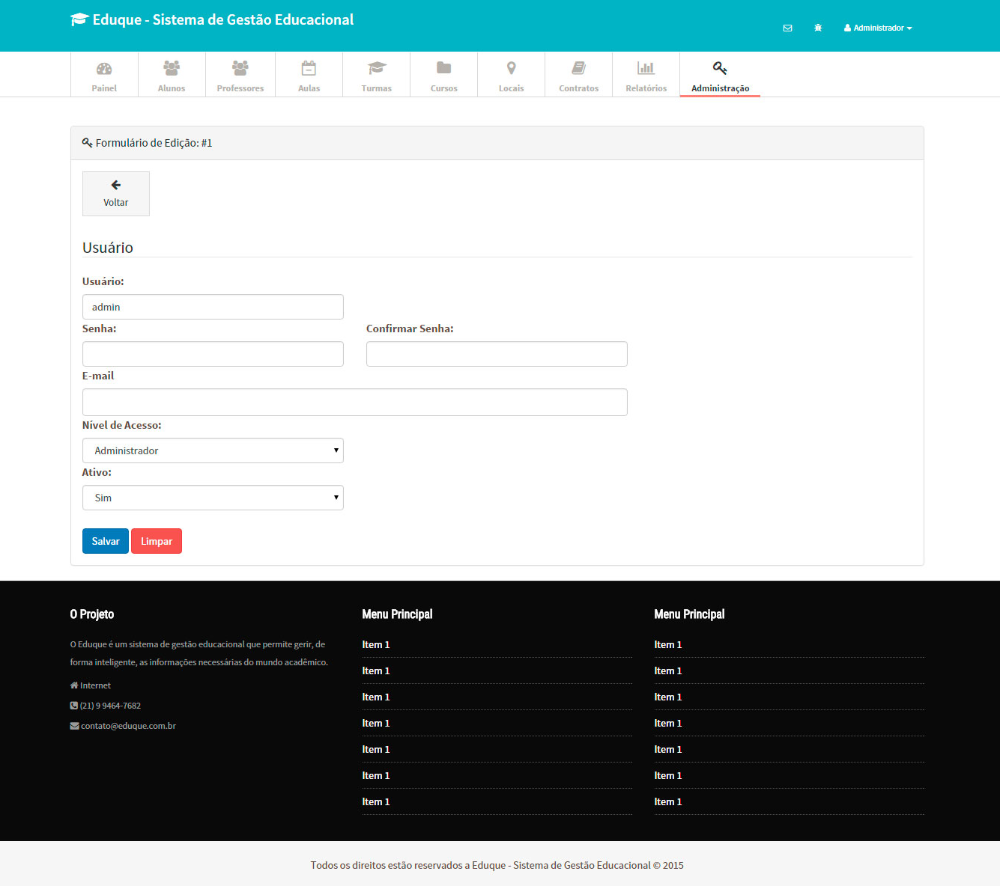 Eduque - Sistema de Gestão Educacional
Administrador
Painel
Alunos
Professores
Aulas
Turmas
Cursos
Locais
Contratos
Relatórios
Administração
Formulário de Edição: #1
Voltar
Usuário
Usuário:
admin
Senha:
Confirmar Senha:
E-mail
Nível de Acesso:
Administrador
Ativo:
Sim
Salvar
Limpar
O Projeto
O Eduque é um sistema de gestão educacional que permite gerir, de
forma inteligente, as informações necessárias do mundo acadêmico.
Internet
(21) 9 9464-7682
contato@eduque.com.br
Menu Principal
Item 1
Item 1
Item 1
Item 1
Item 1
Item 1
Item 1
Menu Principal
Item 1
Item 1
Item 1
Item 1
Item 1
Item 1
Item 1
Todos os direitos estão reservados a Eduque - Sistema de Gestão Educacional © 2015